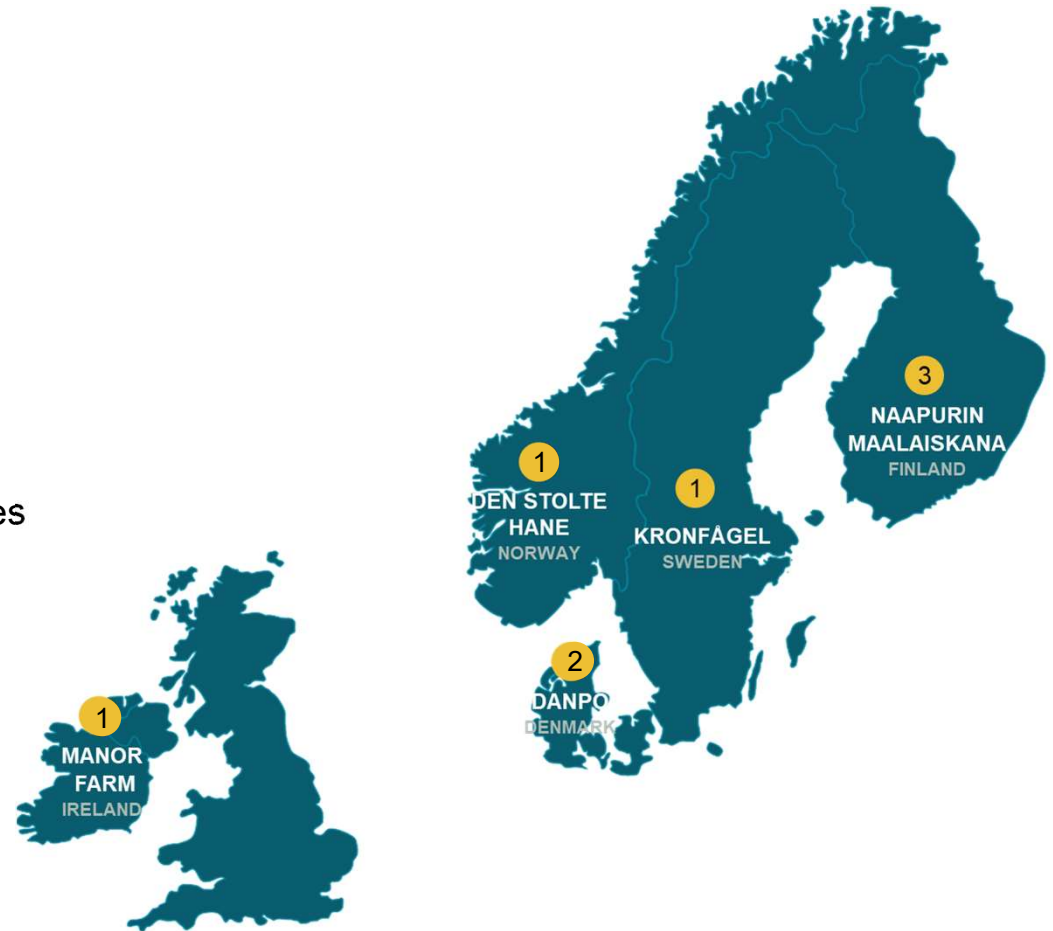 3
NAAPURIN
MAALAISKANA
FINLAND
1
DEN STOLTE
HANE
NORWAY
1
KRONFÅGEL
SWEDEN
es
2
DANPO
DENMARK
1
MANOR
FARM
IRELAND